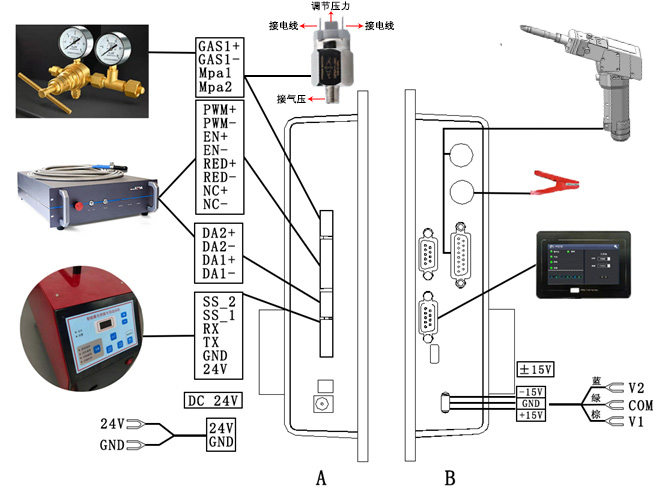 调节压力
接电线
接电线
接气压
GAS1+
GAS1-
Mpa1
Mpa2
PWM+
PWM-
EN+
EN-
RED+
RED-
NC+
NC-
DA2+
DA2-
DA1+
DA1-
SS_2
SS_1
RX
TX
GND
24V
DC 24V
24V
GND
24V
GND
A
B
±15V
-15V
GND
+15V
蓝
绿
棕
V2
COM
V1